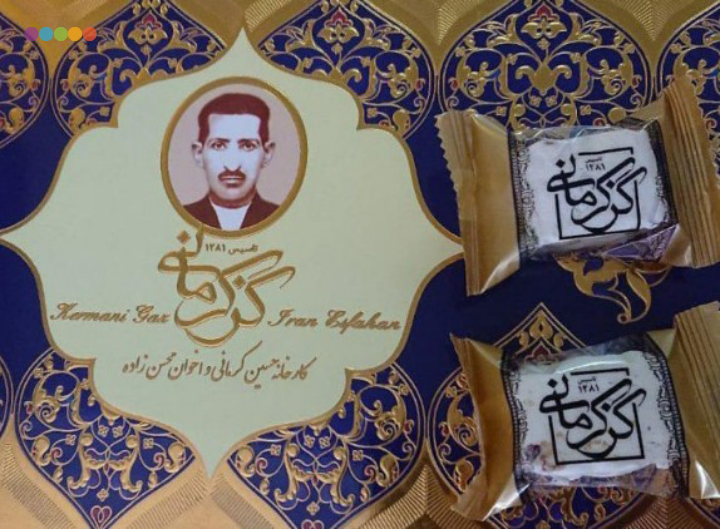 تاسیس ۱۲۸۱
گز کرمانی
Kermani Gaz Iran Esfahan
کارخانه حسین کرمانی و اخوان محسن زاده
تاسیس
۱۲۸۱
گز کرمانی
تاسیس
۱۲۸۱
گز کرمانی